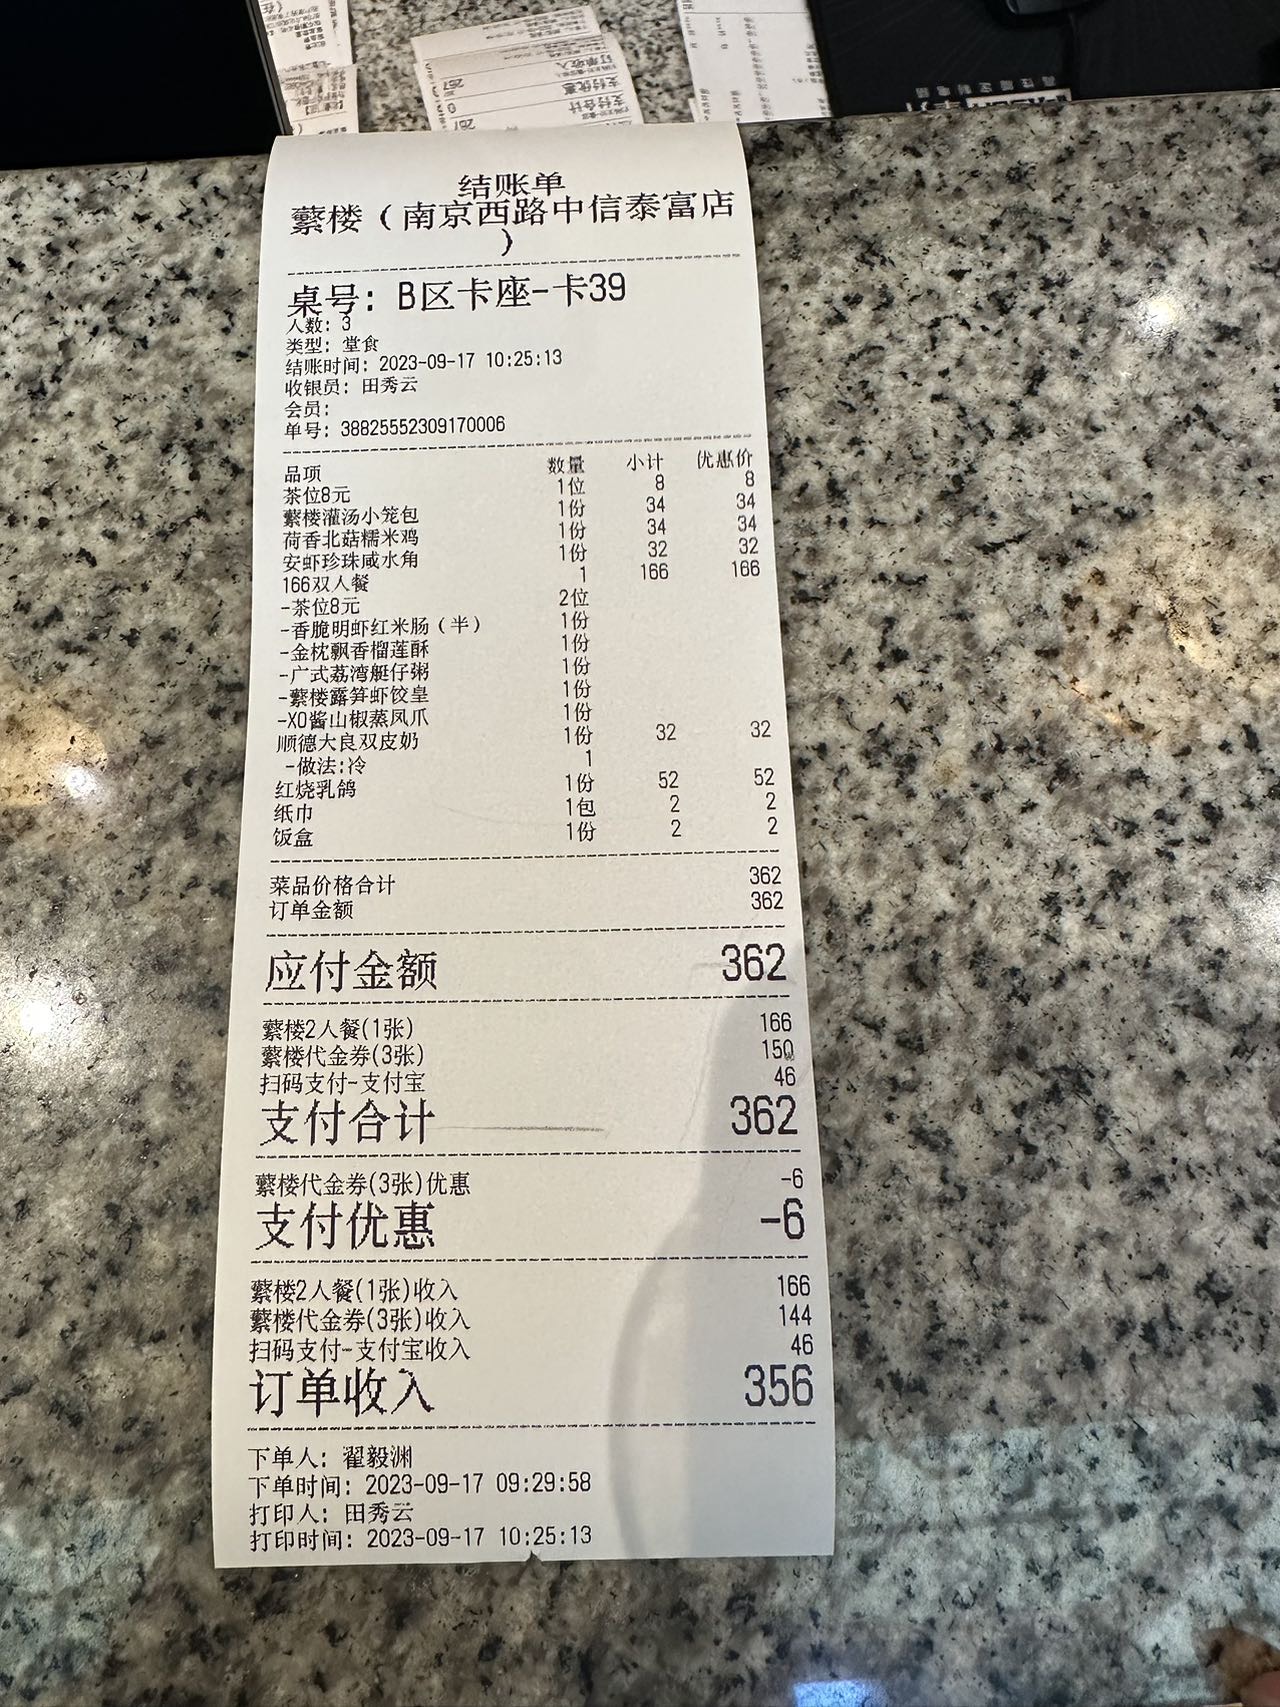 结账单
蘩楼（南京西路中信泰富店
）
桌号: B区卡座-卡39
人数: 3
类型: 堂食
结账时间: 2023-09-17 10:25:13
收银员: 田秀云
会员:
单号: 38825552309170006
品项 数量 小计 优惠价
茶位8元 1位 8 8
蘩楼灌汤小笼包 1份 34 34
荷香北菇糯米鸡 1份 34 34
安虾珍珠咸水角 1份 32 32
166双人餐 1 166 166
-茶位8元 2位
-香脆明虾红米肠（半） 1份
-金枕飘香榴莲酥 1份
-广式荔湾艇仔粥 1份
-蘩楼露笋虾饺皇 1份
-XO酱山椒蒸凤爪 1份
顺德大良双皮奶 1份 32 32
-做法:冷 1
红烧乳鸽 1份 52 52
纸巾 1包 2 2
饭盒 1份 2 2
菜品价格合计 362
订单金额 362
应付金额 362
蘩楼2人餐(1张) 166
蘩楼代金券(3张) 150
扫码支付-支付宝 46
支付合计 362
蘩楼代金券(3张)优惠 -6
支付优惠 -6
蘩楼2人餐(1张)收入 166
蘩楼代金券(3张)收入 144
扫码支付-支付宝收入 46
订单收入 356
下单人: 翟毅渊
下单时间: 2023-09-17 09:29:58
打印人: 田秀云
打印时间: 2023-09-17 10:25:13